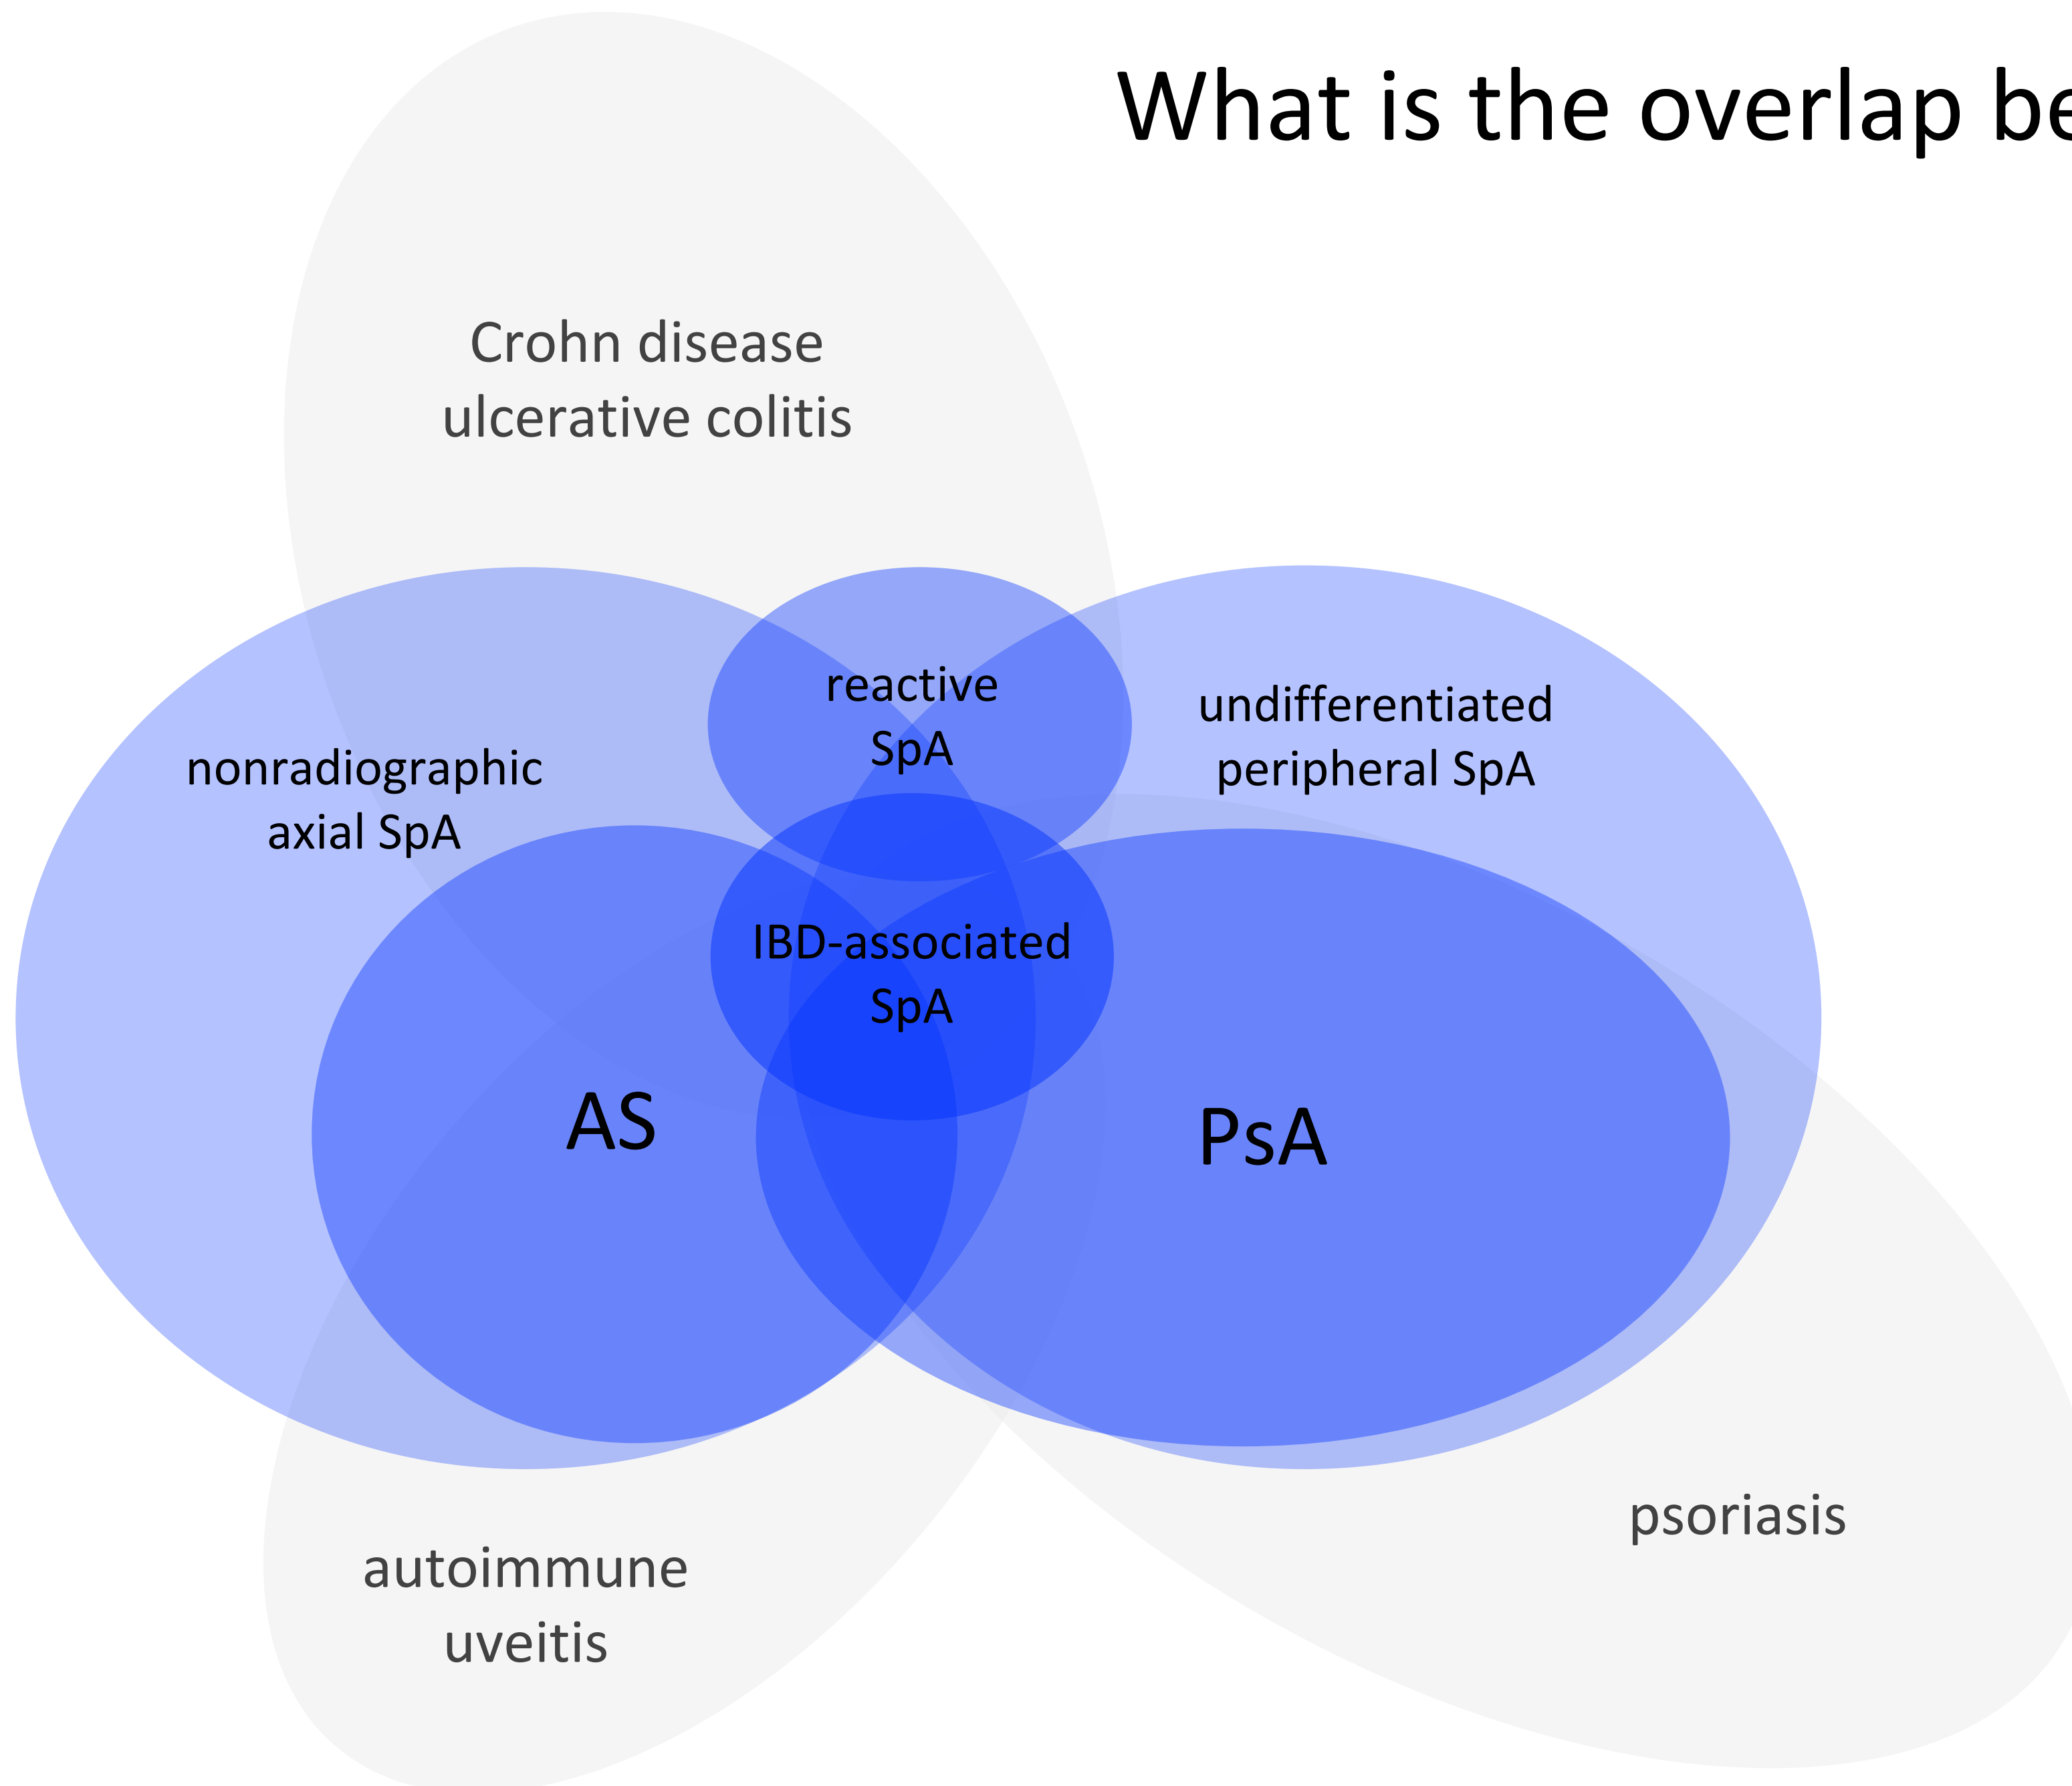 What is the overlap be
Crohn disease
ulcerative colitis
reactive
SpA
undifferentiated
peripheral SpA
nonradiographic
axial SpA
IBD-associated
SpA
AS
PsA
psoriasis
autoimmune
uveitis